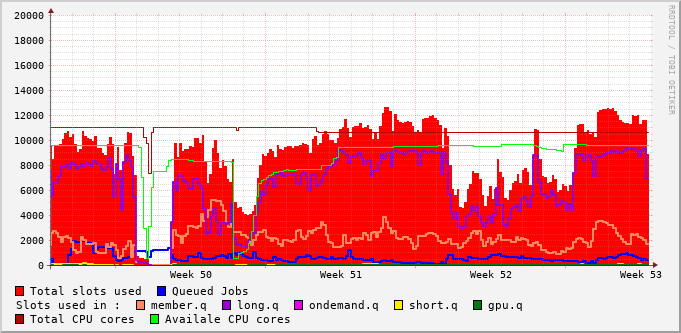 20000
18000
16000
14000
12000
10000
8000
6000
4000
2000
0
RRDTOOL / TOBI OETIKER
Week 50 Week 51 Week 52 Week 53
Total slots used Queued Jobs
Slots used in : member.q long.q ondemand.q short.q gpu.q
Total CPU cores Availale CPU cores